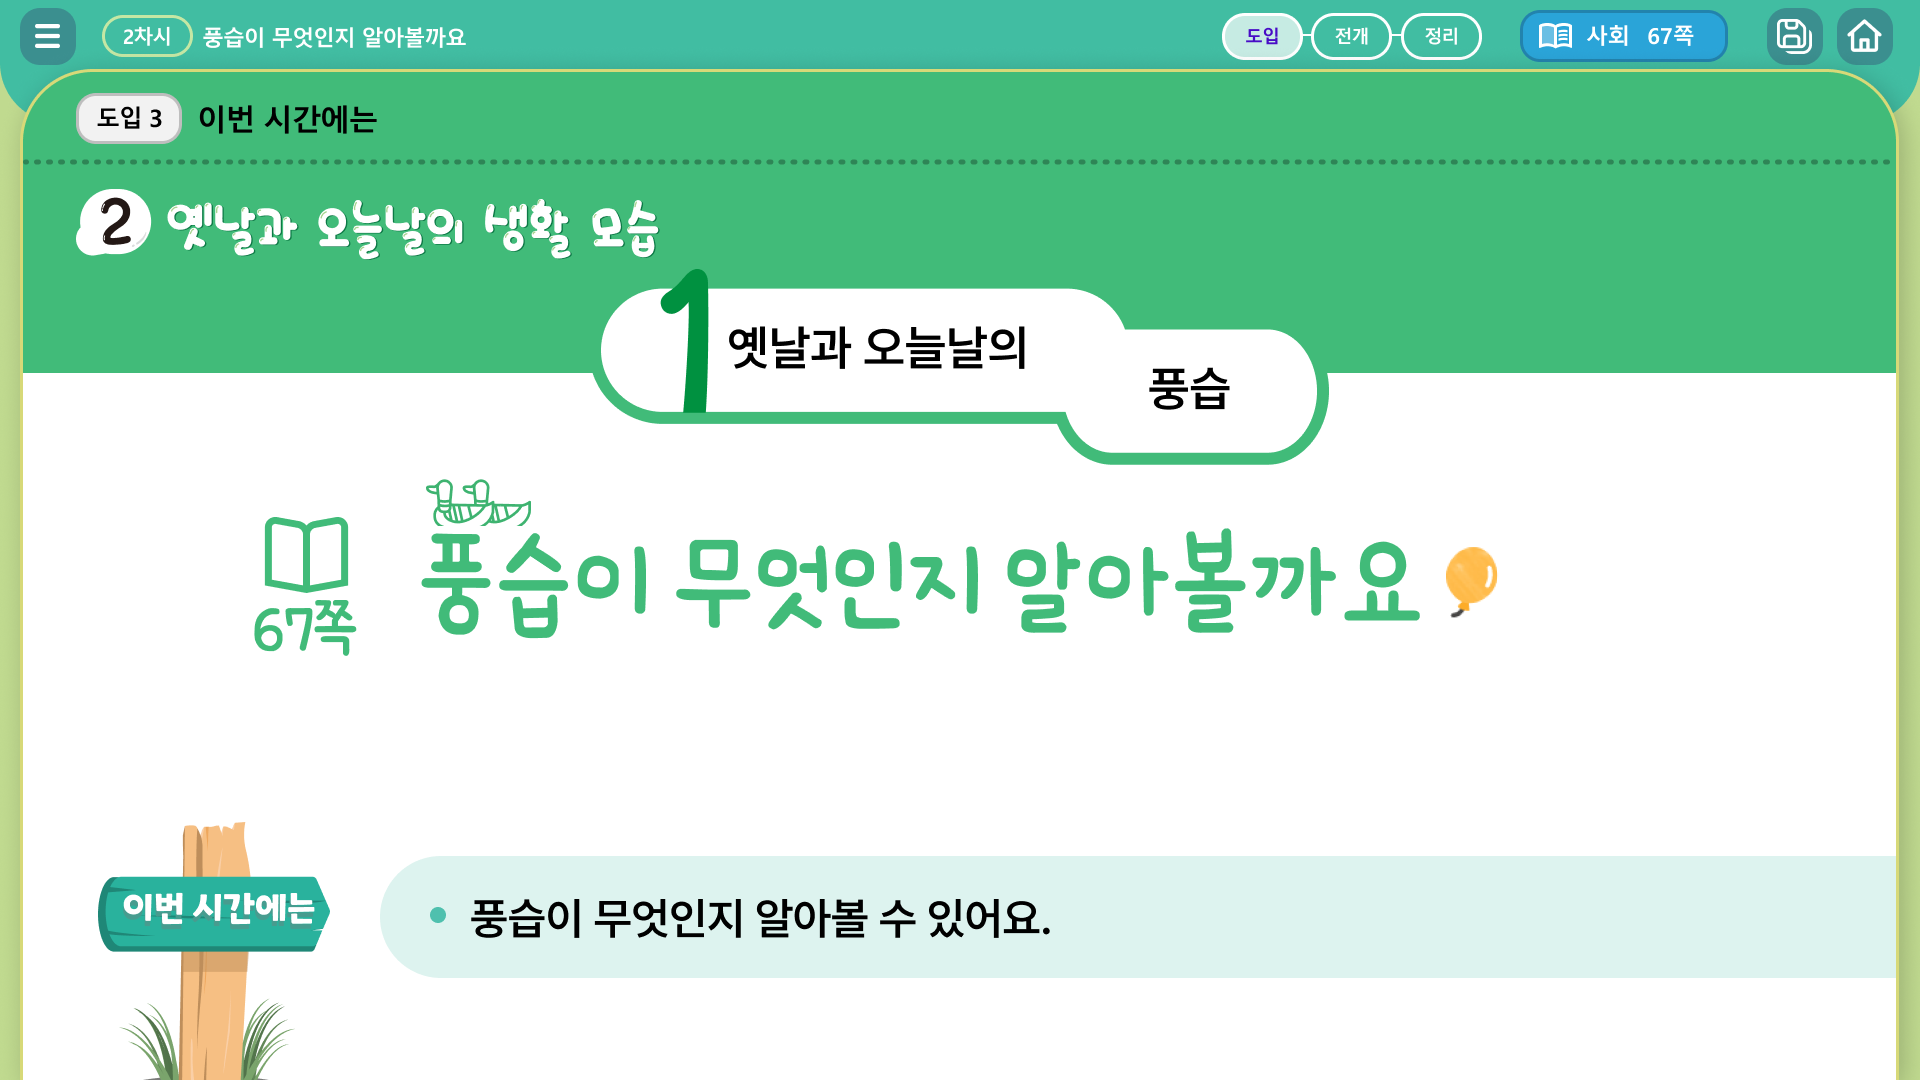 2차시 풍습이 무엇인지 알아볼까요
도입 전개 정리
사회 67쪽
도입 3 이번 시간에는
2 옛날과 오늘날의 생활 모습
1 옛날과 오늘날의
풍습
67쪽
풍습이 무엇인지 알아볼까요
이번 시간에는
• 풍습이 무엇인지 알아볼 수 있어요.